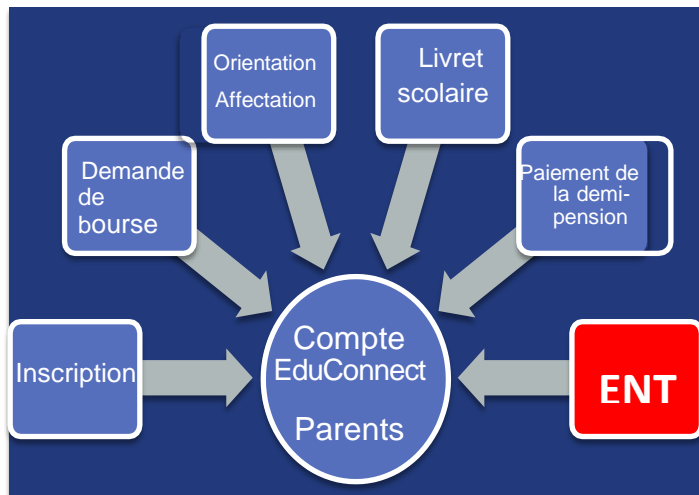 Orientation
Affectation
Livret
scolaire
Demande
de
bourse
Paiement de
la demi-
pension
Inscription
Compte
EduConnect
Parents
ENT